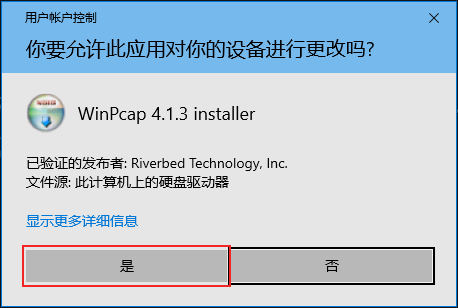 用户帐户控制
你要允许此应用对你的设备进行更改吗?
WinPcap 4.1.3 installer
已验证的发布者: Riverbed Technology, Inc.
文件源: 此计算机上的硬盘驱动器
显示更多详细信息
是
否